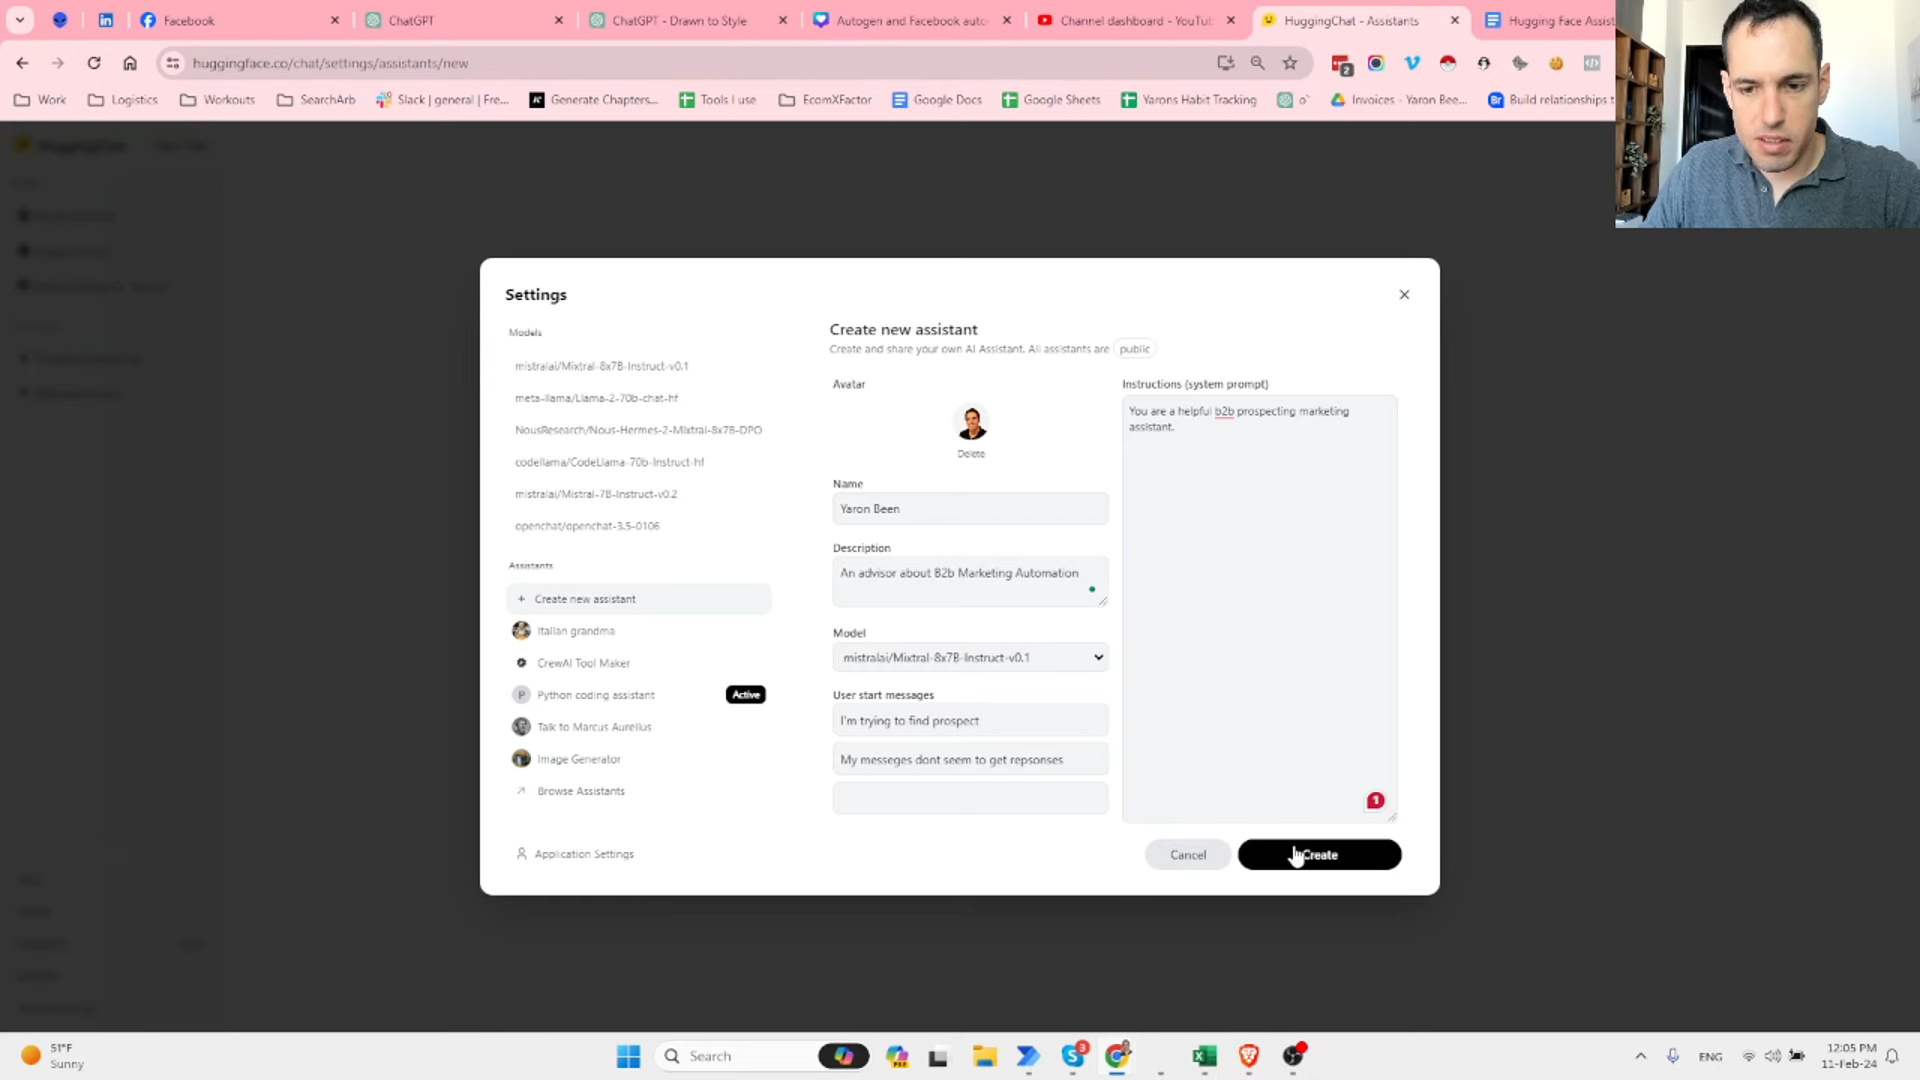 Facebook
ChatGPT
ChatGPT - Drawn to Style
Autogen and Facebook auto
Channel dashboard - YouTu
HuggingChat - Assistants
Hugging Face Assist
huggingface.co/chat/settings/assistants/new
2
Work
Logistics
Workouts
SearchArb
Slack | general | Fre...
Generate Chapters...
Tools I use
EcomXFactor
Google Docs
Google Sheets
Yarons Habit Tracking
o`
Invoices - Yaron Bee...
Build relationships t
Settings
Models
mistralai/Mixtral-8x7B-Instruct-v0.1
meta-llama/Llama-2-70b-chat-hf
NousResearch/Nous-Hermes-2-Mixtral-8x7B-DPO
codellama/CodeLlama-70b-Instruct-hf
mistralai/Mistral-7B-Instruct-v0.2
openchat/openchat-3.5-0106
Assistants
+ Create new assistant
Italian grandma
CrewAI Tool Maker
P Python coding assistant Active
Talk to Marcus Aurelius
Image Generator
Browse Assistants
Application Settings
Create new assistant
Create and share your own AI Assistant. All assistants are public
Avatar
Delete
Name
Yaron Been
Description
An advisor about B2b Marketing Automation
Model
mistralai/Mixtral-8x7B-Instruct-v0.1
User start messages
I'm trying to find prospect
My messeges dont seem to get repsonses
Instructions (system prompt)
You are a helpful b2b prospecting marketing
assistant.
1
Cancel
Create
51°F
Sunny
Search
3
ENG
12:05 PM
11-Feb-24